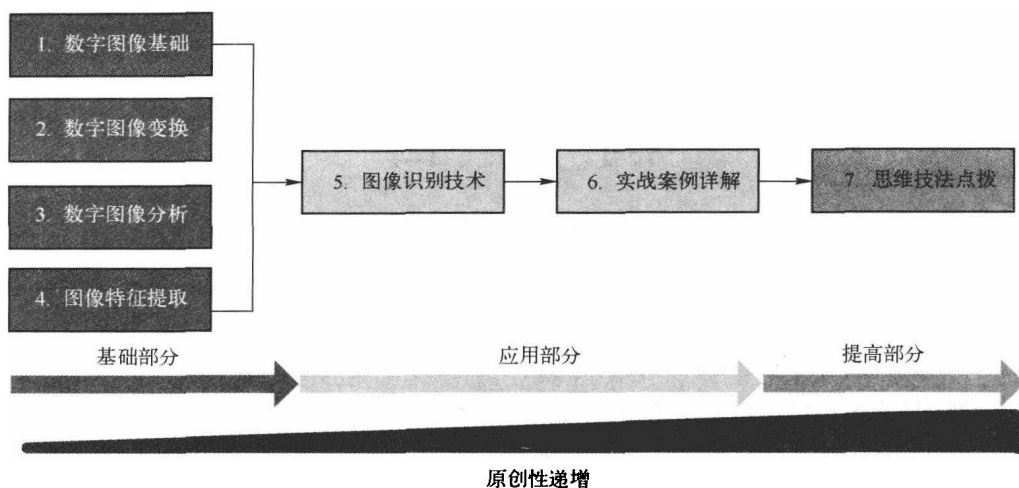 1. 数字图像基础
2. 数字图像变换
3. 数字图像分析
4. 图像特征提取
5. 图像识别技术
6. 实战案例详解
7. 思维技法点拨
基础部分
应用部分
提高部分
原创性递增